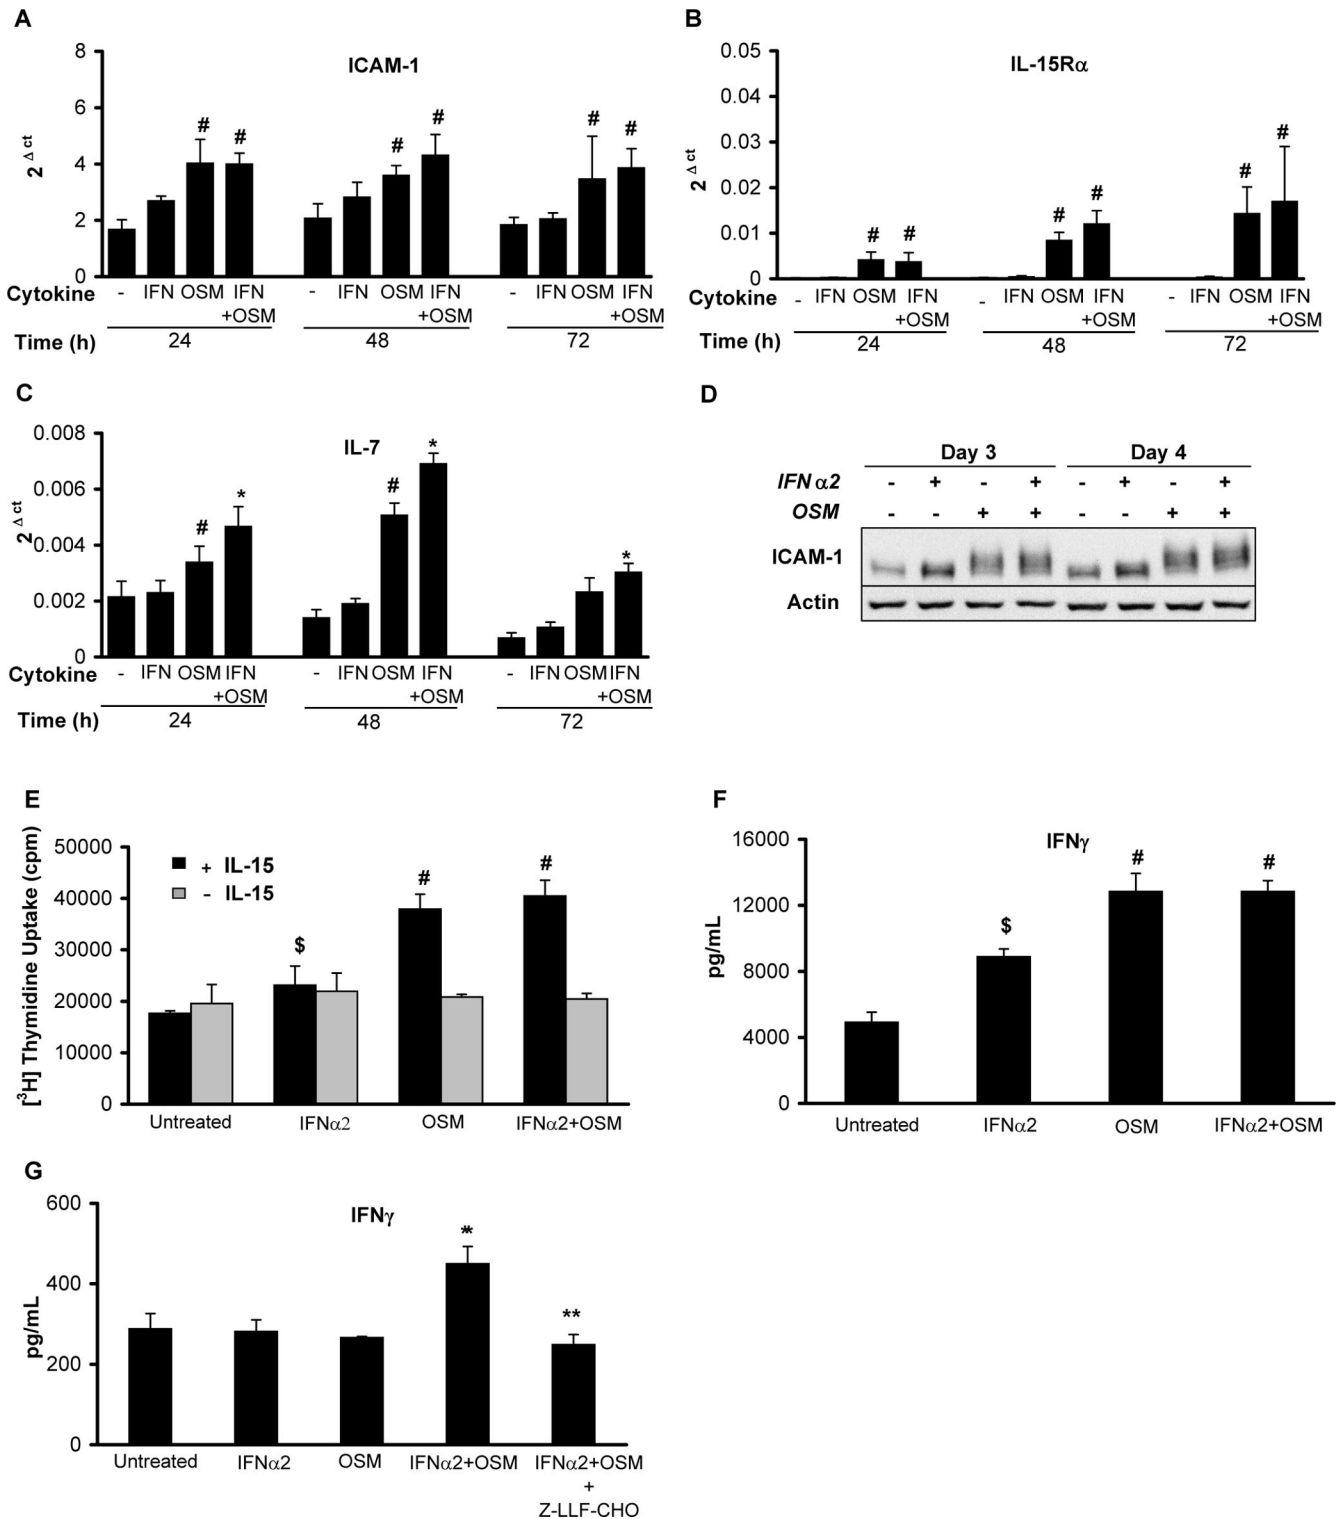 A
ICAM-1
8
6
4
2
0
2 Δ ct
# # # # # #
Cytokine - IFN OSM IFN - IFN OSM IFN - IFN OSM IFN
+OSM +OSM +OSM
Time (h) 24 48 72
B
IL-15Rα
0.05
0.04
0.03
0.02
0.01
0
2 Δ ct
# # # # # #
Cytokine - IFN OSM IFN - IFN OSM IFN - IFN OSM IFN
+OSM +OSM +OSM
Time (h) 24 48 72
C
IL-7
0.008
0.006
0.004
0.002
0
2 Δ ct
# * # * *
Cytokine - IFN OSM IFN - IFN OSM IFN - IFN OSM IFN
+OSM +OSM +OSM
Time (h) 24 48 72
D
Day 3 Day 4
IFN α2 - + - + - + - +
OSM - - + + - - + +
ICAM-1
Actin
E
[³H] Thymidine Uptake (cpm)
50000
40000
30000
20000
10000
0
+ IL-15
- IL-15
$ # #
Untreated IFNα2 OSM IFNα2+OSM
F
IFNγ
pg/mL
16000
12000
8000
4000
0
$ # #
Untreated IFNα2 OSM IFNα2+OSM
G
IFNγ
pg/mL
600
400
200
0
* **
Untreated IFNα2 OSM IFNα2+OSM IFNα2+OSM
+
Z-LLF-CHO